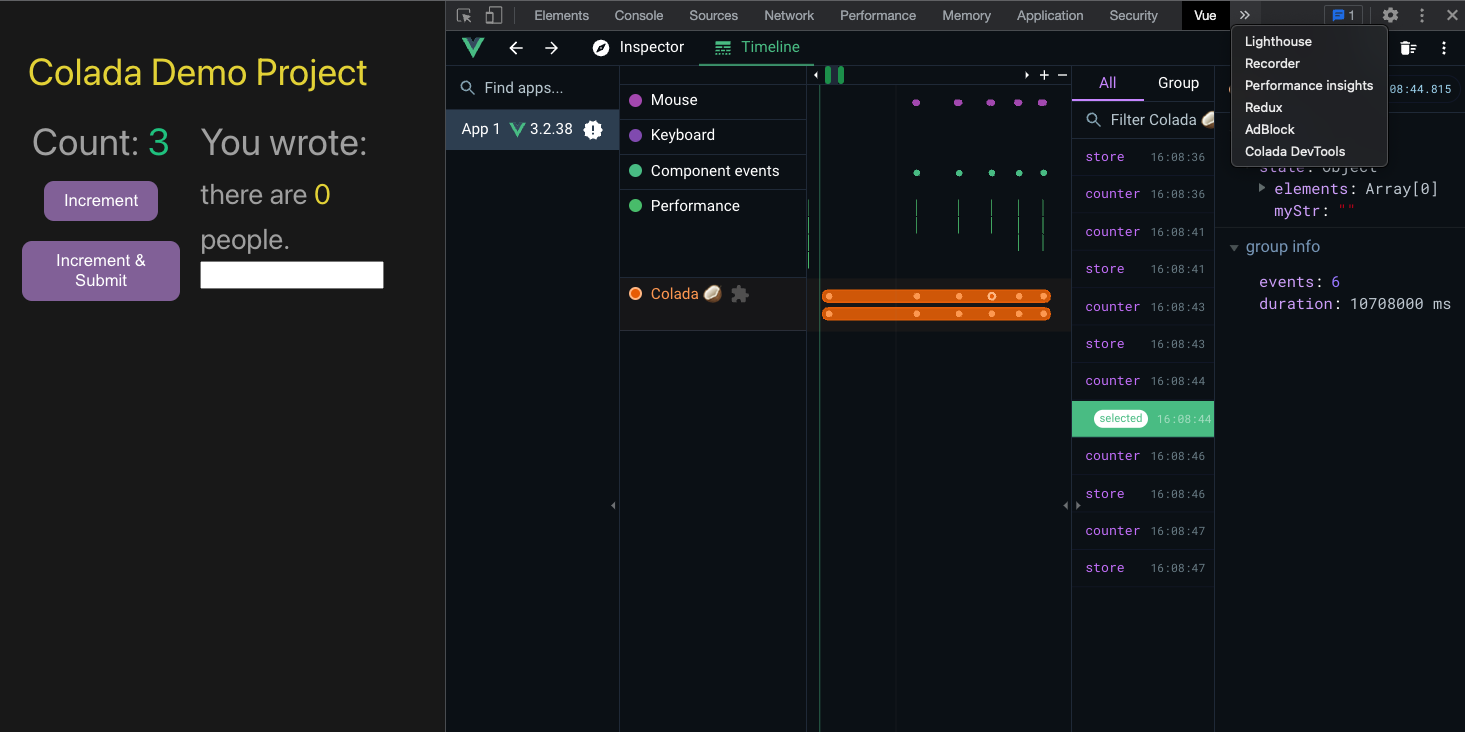 Colada Demo Project
Count: 3
Increment
Increment &
Submit
You wrote:
there are 0
people.
Elements Console Sources Network Performance Memory Application Security Vue » 1
Lighthouse
Recorder
Performance insights
Redux
AdBlock
Colada DevTools
Inspector Timeline
Find apps...
App 1 3.2.38
Mouse
Keyboard
Component events
Performance
Colada
All Group
Filter Colada
store 16:08:36
counter 16:08:36
counter 16:08:41
store 16:08:41
counter 16:08:43
store 16:08:43
counter 16:08:44
selected 16:08:44
counter 16:08:46
store 16:08:46
counter 16:08:47
store 16:08:47
08:44.815
state: Object
elements: Array[0]
myStr: ""
group info
events: 6
duration: 10708000 ms